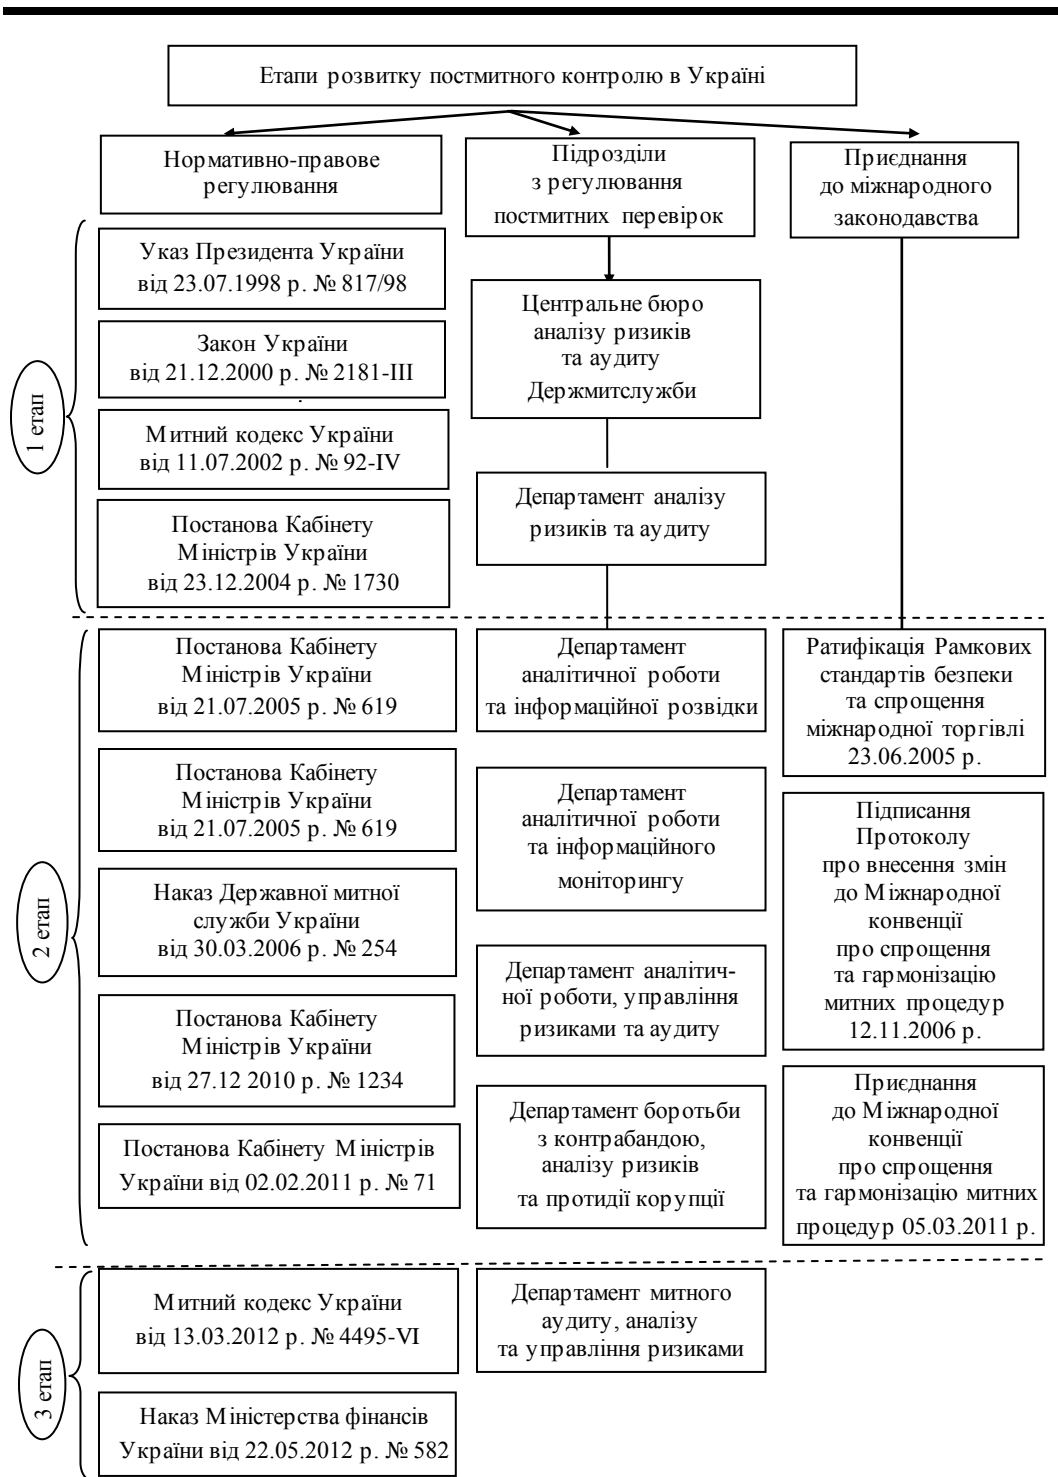 Етапи розвитку постмитного контролю в Україні
Нормативно-правове
регулювання
Підрозділи
з регулювання
постмитних перевірок
Приєднання
до міжнародного
законодавства
1 етап
Указ Президента України
від 23.07.1998 р. № 817/98
Закон України
від 21.12.2000 р. № 2181-III
Митний кодекс України
від 11.07.2002 р. № 92-IV
Постанова Кабінету
Міністрів України
від 23.12.2004 р. № 1730
Центральне бюро
аналізу ризиків
та аудиту
Держмитслужби
Департамент аналізу
ризиків та аудиту
2 етап
Постанова Кабінету
Міністрів України
від 21.07.2005 р. № 619
Постанова Кабінету
Міністрів України
від 21.07.2005 р. № 619
Наказ Державної митної
служби України
від 30.03.2006 р. № 254
Постанова Кабінету
Міністрів України
від 27.12 2010 р. № 1234
Постанова Кабінету Міністрів
України від 02.02.2011 р. № 71
Департамент
аналітичної роботи
та інформаційної розвідки
Департамент
аналітичної роботи
та інформаційного
моніторингу
Департамент аналітич-
ної роботи, управління
ризиками та аудиту
Департамент боротьби
з контрабандою,
аналізу ризиків
та протидії корупції
Ратифікація Рамкових
стандартів безпеки
та спрощення
міжнародної торгівлі
23.06.2005 р.
Підписання
Протоколу
про внесення змін
до Міжнародної
конвенції
про спрощення
та гармонізацію
митних процедур
12.11.2006 р.
Приєднання
до Міжнародної
конвенції
про спрощення
та гармонізацію митних
процедур 05.03.2011 р.
3 етап
Митний кодекс України
від 13.03.2012 р. № 4495-VI
Наказ Міністерства фінансів
України від 22.05.2012 р. № 582
Департамент митного
аудиту, аналізу
та управління ризиками